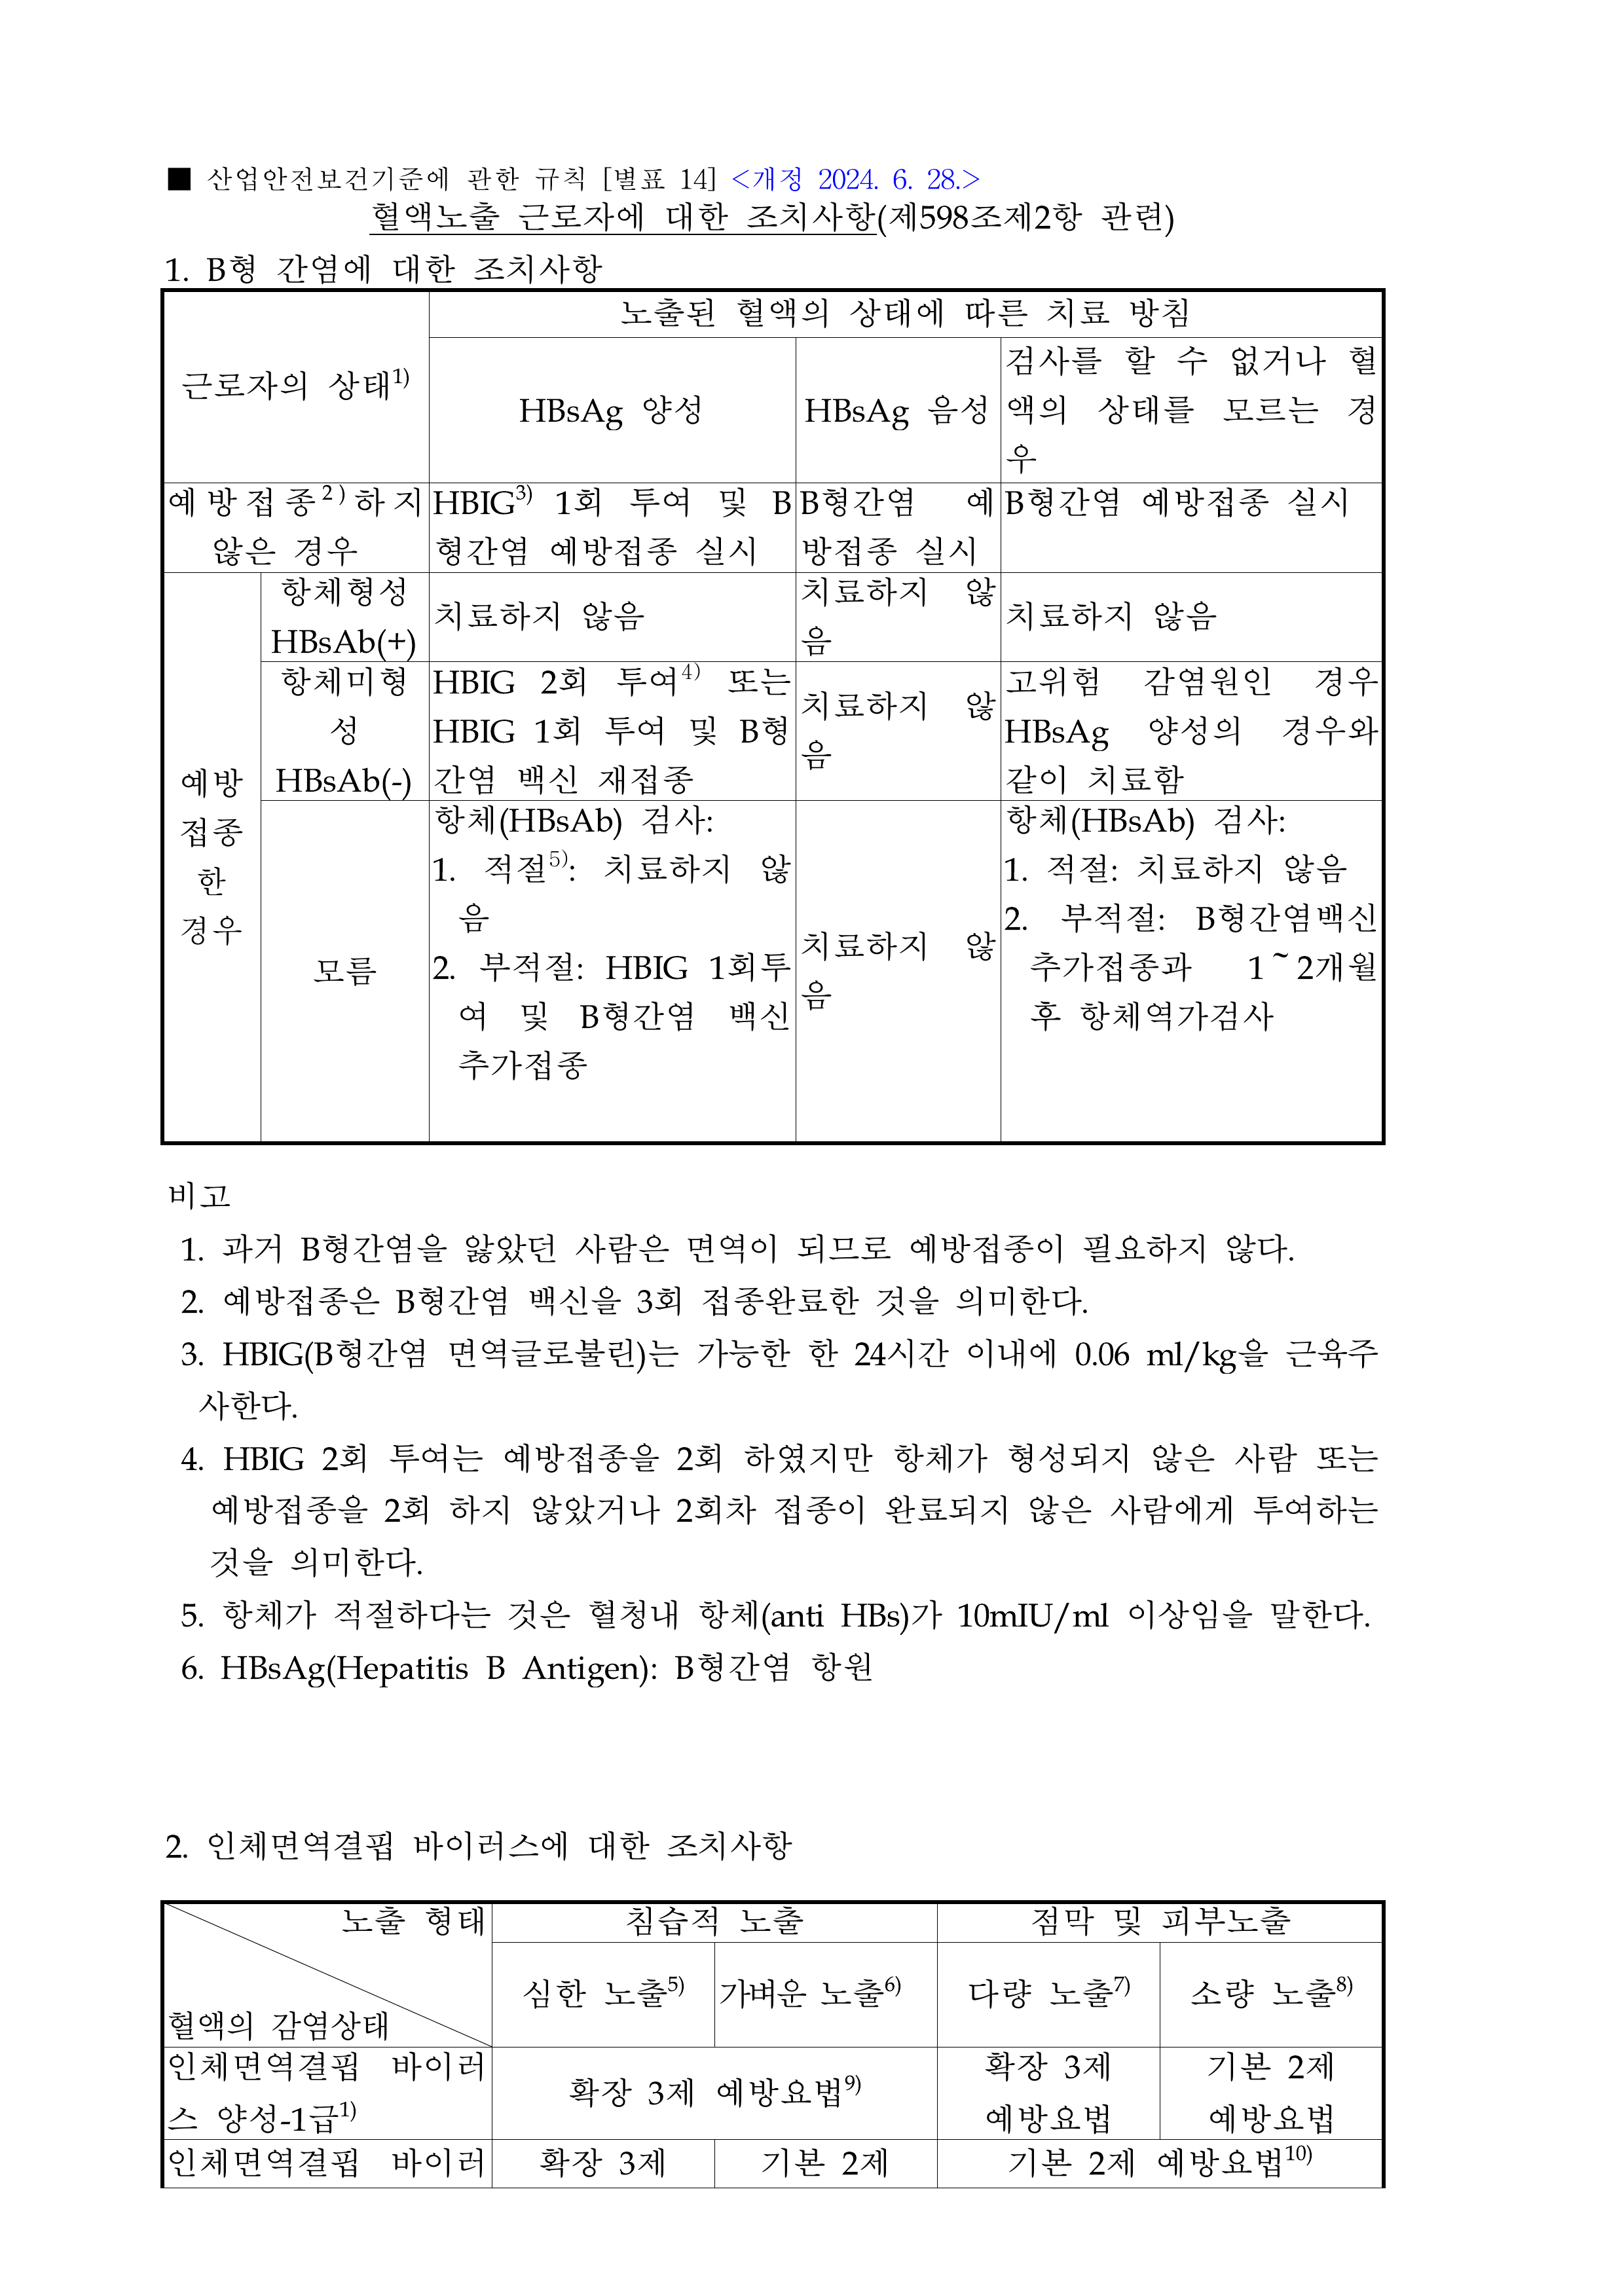 ■ 산업안전보건기준에 관한 규칙 [별표 14] <개정 2024. 6. 28.>
혈액노출 근로자에 대한 조치사항(제598조제2항 관련)
1. B형 간염에 대한 조치사항
근로자의 상태1)
노출된 혈액의 상태에 따른 치료 방침
HBsAg 양성
HBsAg 음성
검사를 할 수 없거나 혈
액의 상태를 모르는 경
우
예방접종2)하지
않은 경우
HBIG3) 1회 투여 및 B
형간염 예방접종 실시
B형간염 예
방접종 실시
B형간염 예방접종 실시
예방
접종
한
경우
항체형성
HBsAb(+)
치료하지 않음
치료하지 않
음
치료하지 않음
항체미형
성
HBsAb(-)
HBIG 2회 투여4) 또는
HBIG 1회 투여 및 B형
간염 백신 재접종
치료하지 않
음
고위험 감염원인 경우
HBsAg 양성의 경우와
같이 치료함
모름
항체(HBsAb) 검사:
1. 적절5): 치료하지 않
음
2. 부적절: HBIG 1회투
여 및 B형간염 백신
추가접종
치료하지 않
음
항체(HBsAb) 검사:
1. 적절: 치료하지 않음
2. 부적절: B형간염백신
추가접종과 1~2개월
후 항체역가검사
비고
1. 과거 B형간염을 앓았던 사람은 면역이 되므로 예방접종이 필요하지 않다.
2. 예방접종은 B형간염 백신을 3회 접종완료한 것을 의미한다.
3. HBIG(B형간염 면역글로불린)는 가능한 한 24시간 이내에 0.06 ml/kg을 근육주
사한다.
4. HBIG 2회 투여는 예방접종을 2회 하였지만 항체가 형성되지 않은 사람 또는
예방접종을 2회 하지 않았거나 2회차 접종이 완료되지 않은 사람에게 투여하는
것을 의미한다.
5. 항체가 적절하다는 것은 혈청내 항체(anti HBs)가 10mIU/ml 이상임을 말한다.
6. HBsAg(Hepatitis B Antigen): B형간염 항원
2. 인체면역결핍 바이러스에 대한 조치사항
노출 형태
혈액의 감염상태
침습적 노출
점막 및 피부노출
심한 노출5)
가벼운 노출6)
다량 노출7)
소량 노출8)
인체면역결핍 바이러
스 양성-1급1)
확장 3제 예방요법9)
확장 3제
예방요법
기본 2제
예방요법
인체면역결핍 바이러
확장 3제
기본 2제
기본 2제 예방요법10)